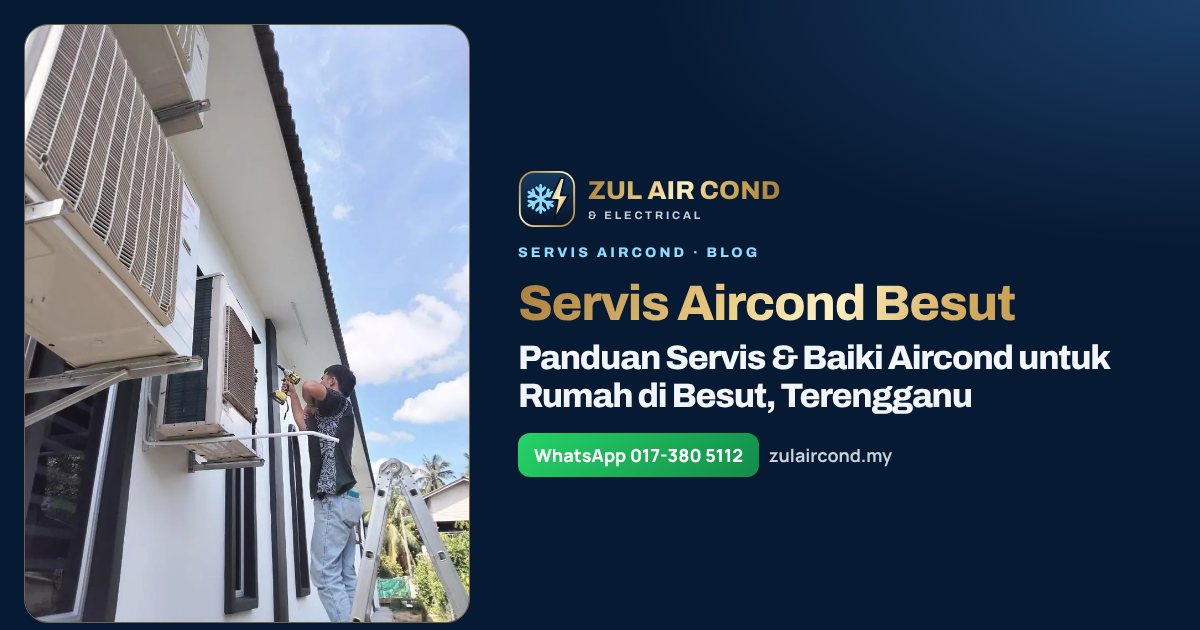 ZUL AIR COND
& ELECTRICAL
SERVIS AIRCOND · BLOG
Servis Aircond Besut
Panduan Servis & Baiki Aircond untuk
Rumah di Besut, Terengganu
WhatsApp 017-380 5112
zulaircond.my